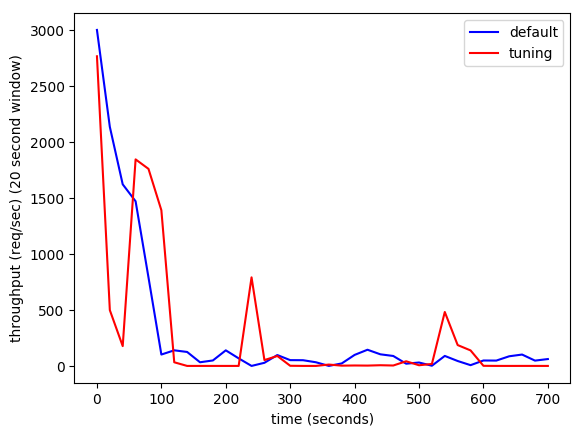 throughput (req/sec) (20 second window)
3000
2500
2000
1500
1000
500
0
default
tuning
0 100 200 300 400 500 600 700
time (seconds)